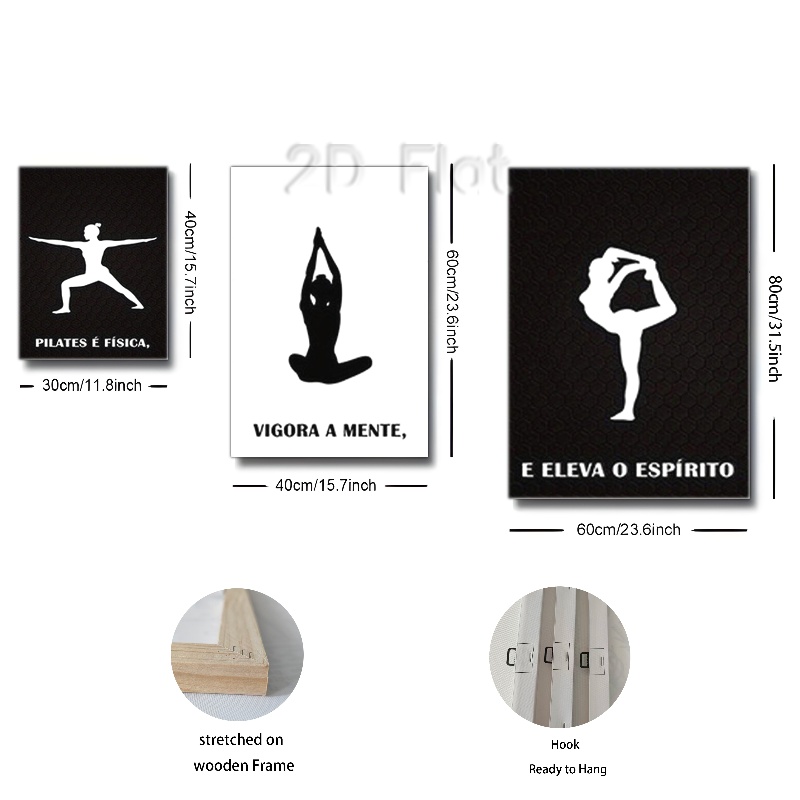 2D Flat
PILATES É FÍSICA,
40cm/15.7inch
30cm/11.8inch
VIGORA A MENTE,
60cm/23.6inch
40cm/15.7inch
E ELEVA O ESPÍRITO
80cm/31.5inch
60cm/23.6inch
stretched on
wooden Frame
Hook
Ready to Hang